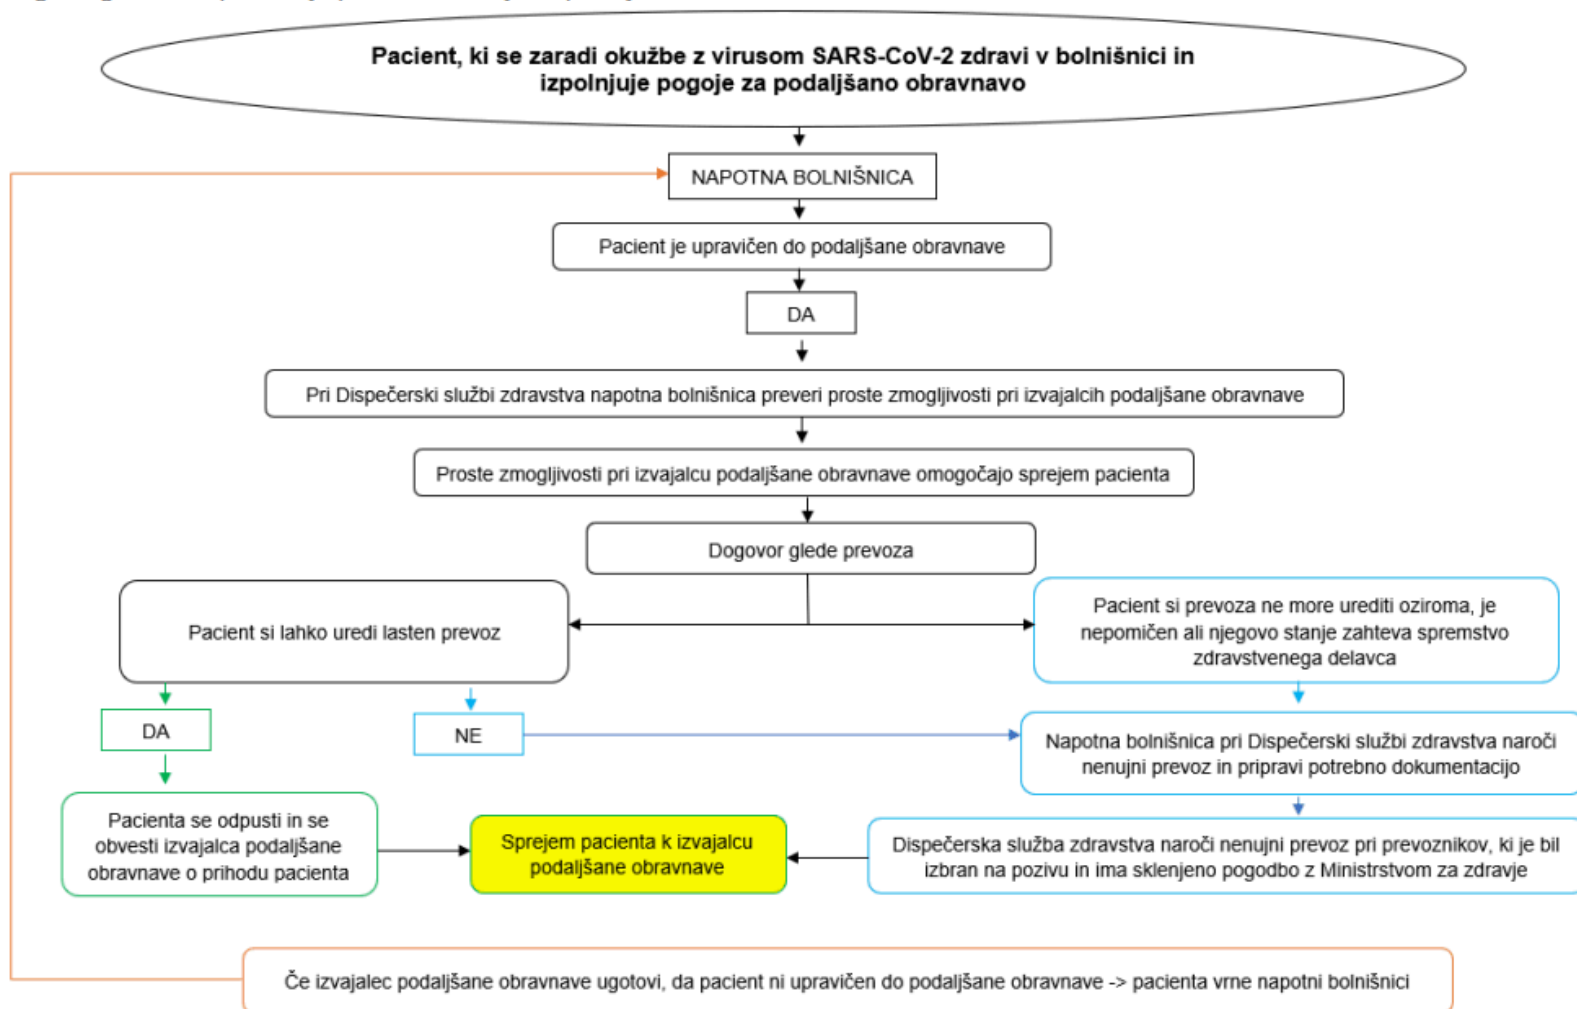 Pacient, ki se zaradi okužbe z virusom SARS-CoV-2 zdravi v bolnišnici in
izpolnjuje pogoje za podaljšano obravnavo
NAPOTNA BOLNIŠNICA
Pacient je upravičen do podaljšane obravnave
DA
Pri Dispečerski službi zdravstva napotna bolnišnica preveri proste zmogljivosti pri izvajalcih podaljšane obravnave
Proste zmogljivosti pri izvajalcu podaljšane obravnave omogočajo sprejem pacienta
Dogovor glede prevoza
Pacient si lahko uredi lasten prevoz
Pacient si prevoza ne more urediti oziroma, je
nepomičen ali njegovo stanje zahteva spremstvo
zdravstvenega delavca
DA
NE
Napotna bolnišnica pri Dispečerski službi zdravstva naroči
nenujni prevoz in pripravi potrebno dokumentacijo
Pacienta se odpusti in se
obvesti izvajalca podaljšane
obravnave o prihodu pacienta
Sprejem pacienta k izvajalcu
podaljšane obravnave
Dispečerska služba zdravstva naroči nenujni prevoz pri prevoznikov, ki je bil
izbran na pozivu in ima sklenjeno pogodbo z Ministrstvom za zdravje
Če izvajalec podaljšane obravnave ugotovi, da pacient ni upravičen do podaljšane obravnave -> pacienta vrne napotni bolnišnici